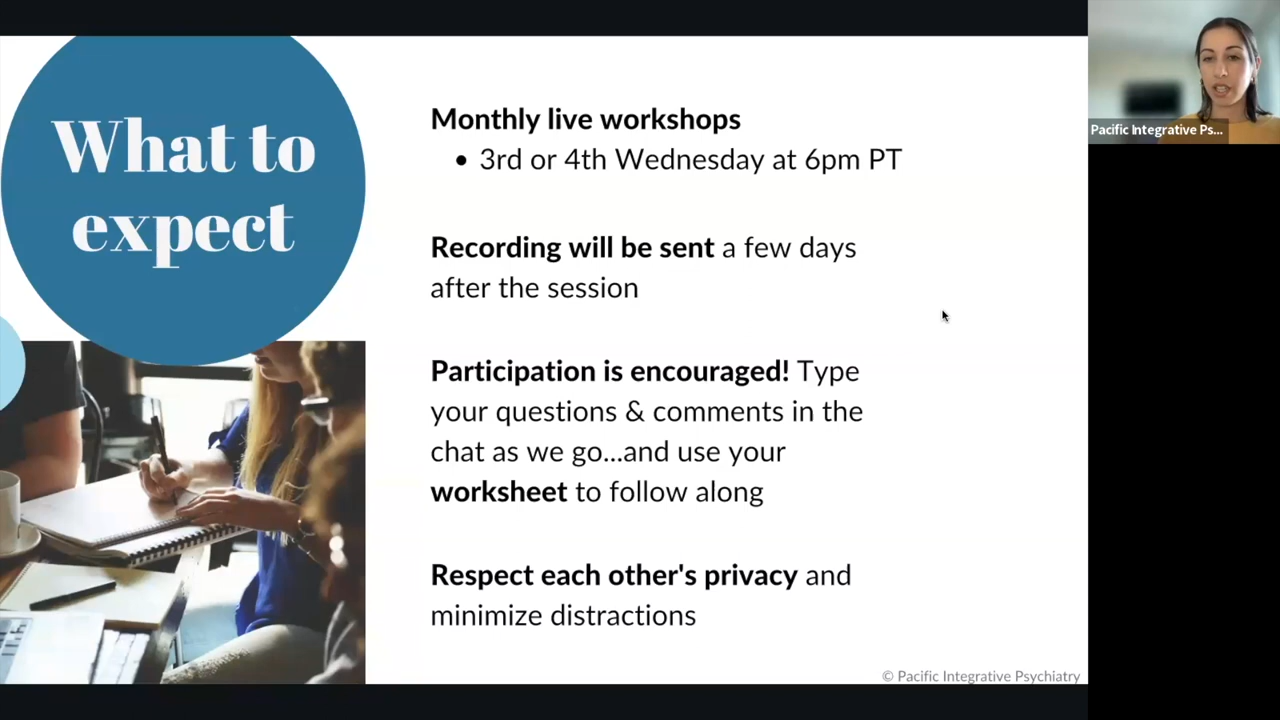 What to
expect
Monthly live workshops
• 3rd or 4th Wednesday at 6pm PT
Recording will be sent a few days
after the session
Participation is encouraged! Type
your questions & comments in the
chat as we go...and use your
worksheet to follow along
Respect each other's privacy and
minimize distractions
© Pacific Integrative Psychiatry
Pacific Integrative Ps...